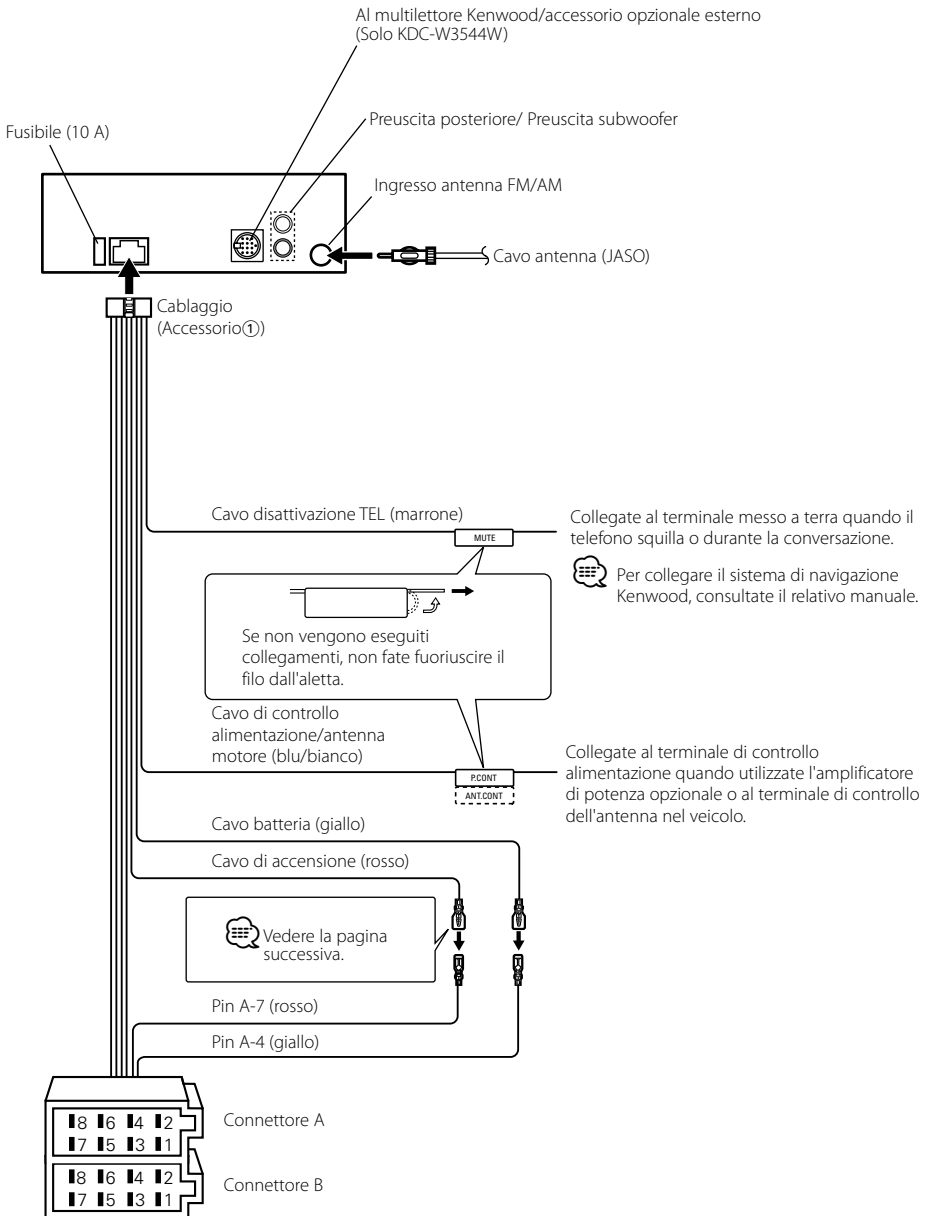 Al multilettore Kenwood/accessorio opzionale esterno
(Solo KDC-W3544W)
Preuscita posteriore/ Preuscita subwoofer
Fusibile (10 A)
Ingresso antenna FM/AM
Cavo antenna (JASO)
Cablaggio
(Accessorio①)
Cavo disattivazione TEL (marrone)
MUTE
Collegate al terminale messo a terra quando il
telefono squilla o durante la conversazione.
Per collegare il sistema di navigazione
Kenwood, consultate il relativo manuale.
Se non vengono eseguiti
collegamenti, non fate fuoriuscire il
filo dall'aletta.
Cavo di controllo
alimentazione/antenna
motore (blu/bianco)
P.CONT
ANT.CONT
Collegate al terminale di controllo
alimentazione quando utilizzate l'amplificatore
di potenza opzionale o al terminale di controllo
dell'antenna nel veicolo.
Cavo batteria (giallo)
Cavo di accensione (rosso)
Vedere la pagina
successiva.
Pin A-7 (rosso)
Pin A-4 (giallo)
8 6 4 2
7 5 3 1
Connettore A
8 6 4 2
7 5 3 1
Connettore B